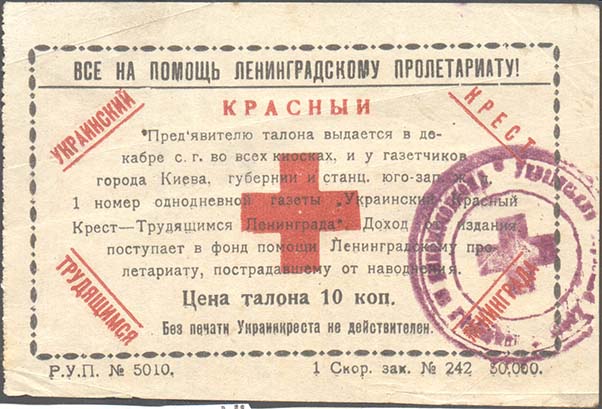 ВСЕ НА ПОМОЩЬ ЛЕНИНГРАДСКОМУ ПРОЛЕТАРИАТУ!
УКРАИНСКИЙ
КРАСНЫЙ
КРЕСТ
Пред'явителю талона выдается в де-
кабре с. г. во всех киосках, и у газетчиков
города Киева, губернии и станц. юго-зап. ж. д.
1 номер однодневной газеты „Украинский Красный
Крест—Трудящимся Ленинграда". Доход от издания
поступает в фонд помощи Ленинградскому про-
летариату, пострадавшему от наводнения.
ТРУДЯЩИМСЯ
ЛЕНИНГРАДА
Цена талона 10 коп.
Без печати Украинкреста не действителен.
Р.У.П. № 5010.
1 Скор. зак. № 242 50.000.